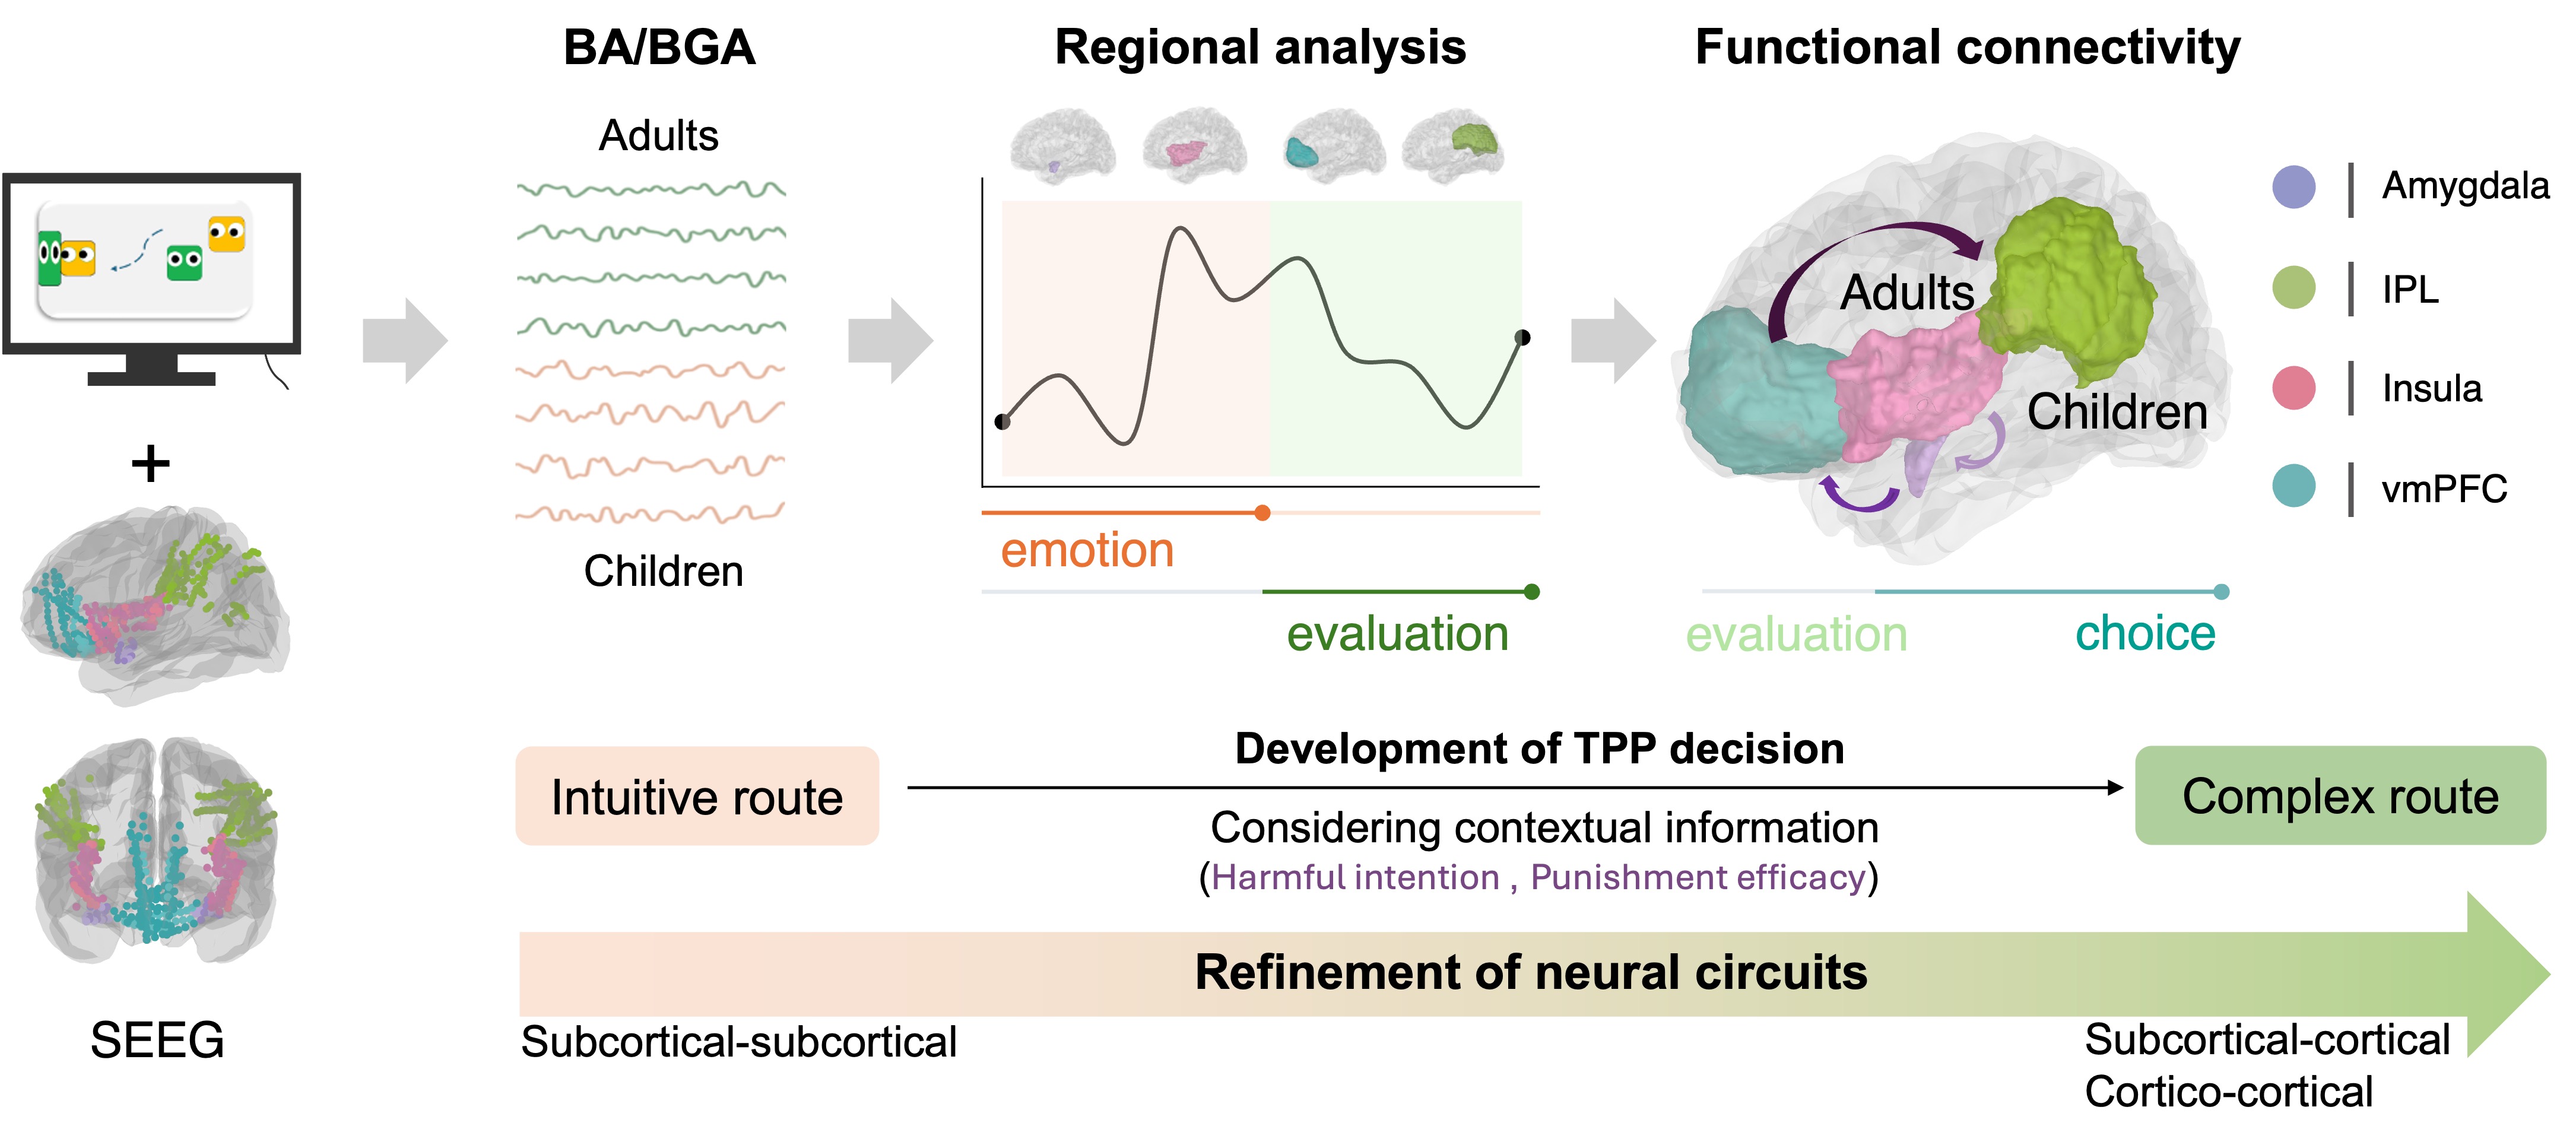 BA/BGA
Regional analysis
Functional connectivity
Adults
Children
+
SEEG
emotion
evaluation
Adults
Children
evaluation
choice
Amygdala
IPL
Insula
vmPFC
Intuitive route
Development of TPP decision
Considering contextual information
(Harmful intention , Punishment efficacy)
Complex route
Refinement of neural circuits
Subcortical-subcortical
Subcortical-cortical
Cortico-cortical